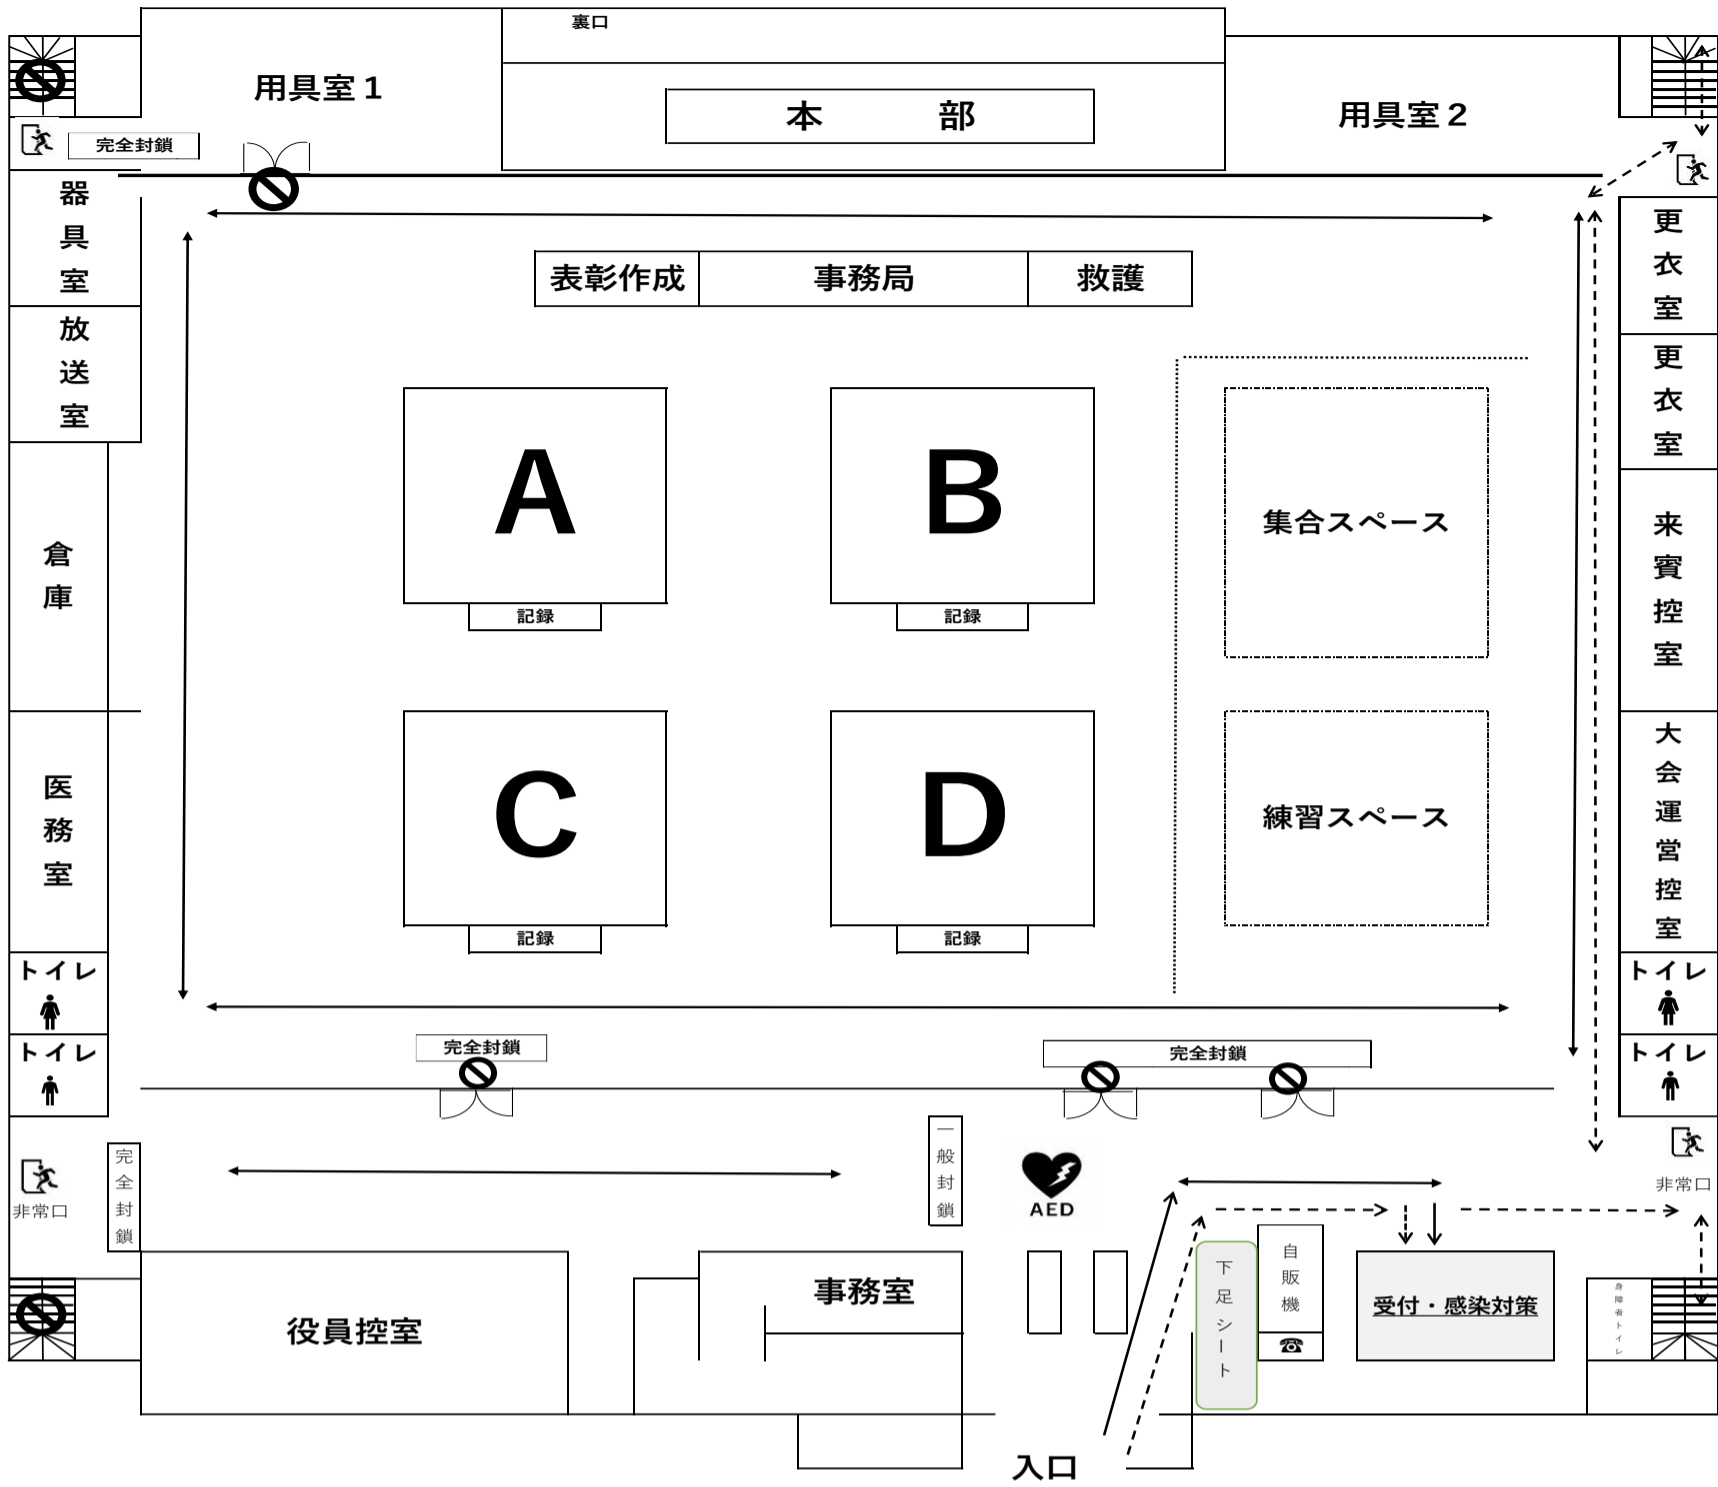 裏口
用具室1
本部
用具室2
完全封鎖
器具室
更衣室
表彰作成
事務局
救護
放送室
更衣室
A
B
集合スペース
来賓控室
倉庫
記録
記録
大会運営控室
医務室
C
D
練習スペース
記録
記録
トイレ
トイレ
トイレ
トイレ
完全封鎖
完全封鎖
完全封鎖
一般封鎖
AED
非常口
非常口
下足シート
自販機
事務室
役員控室
受付・感染対策
身障者トイレ
入口